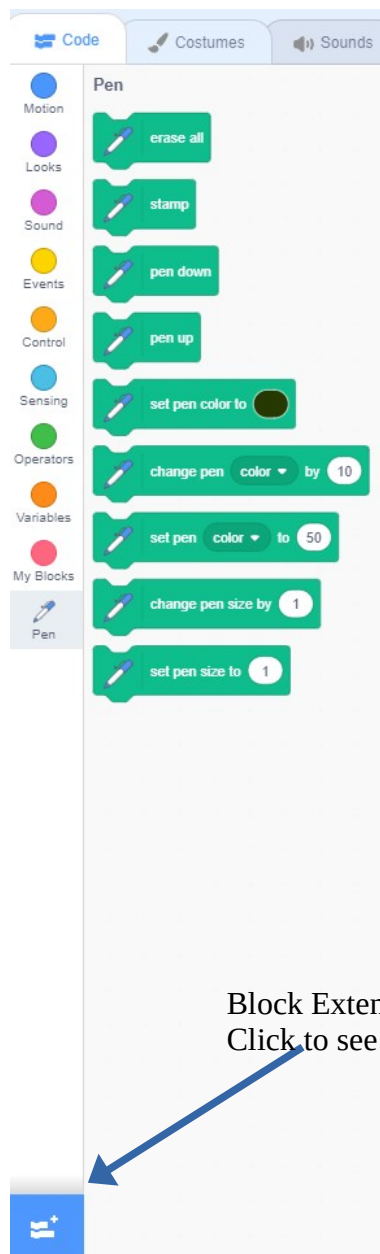 Code Costumes Sounds
Motion
Looks
Sound
Events
Control
Sensing
Operators
Variables
My Blocks
Pen
Pen
erase all
stamp
pen down
pen up
set pen color to
change pen color by 10
set pen color to 50
change pen size by 1
set pen size to 1
Block
Click to see